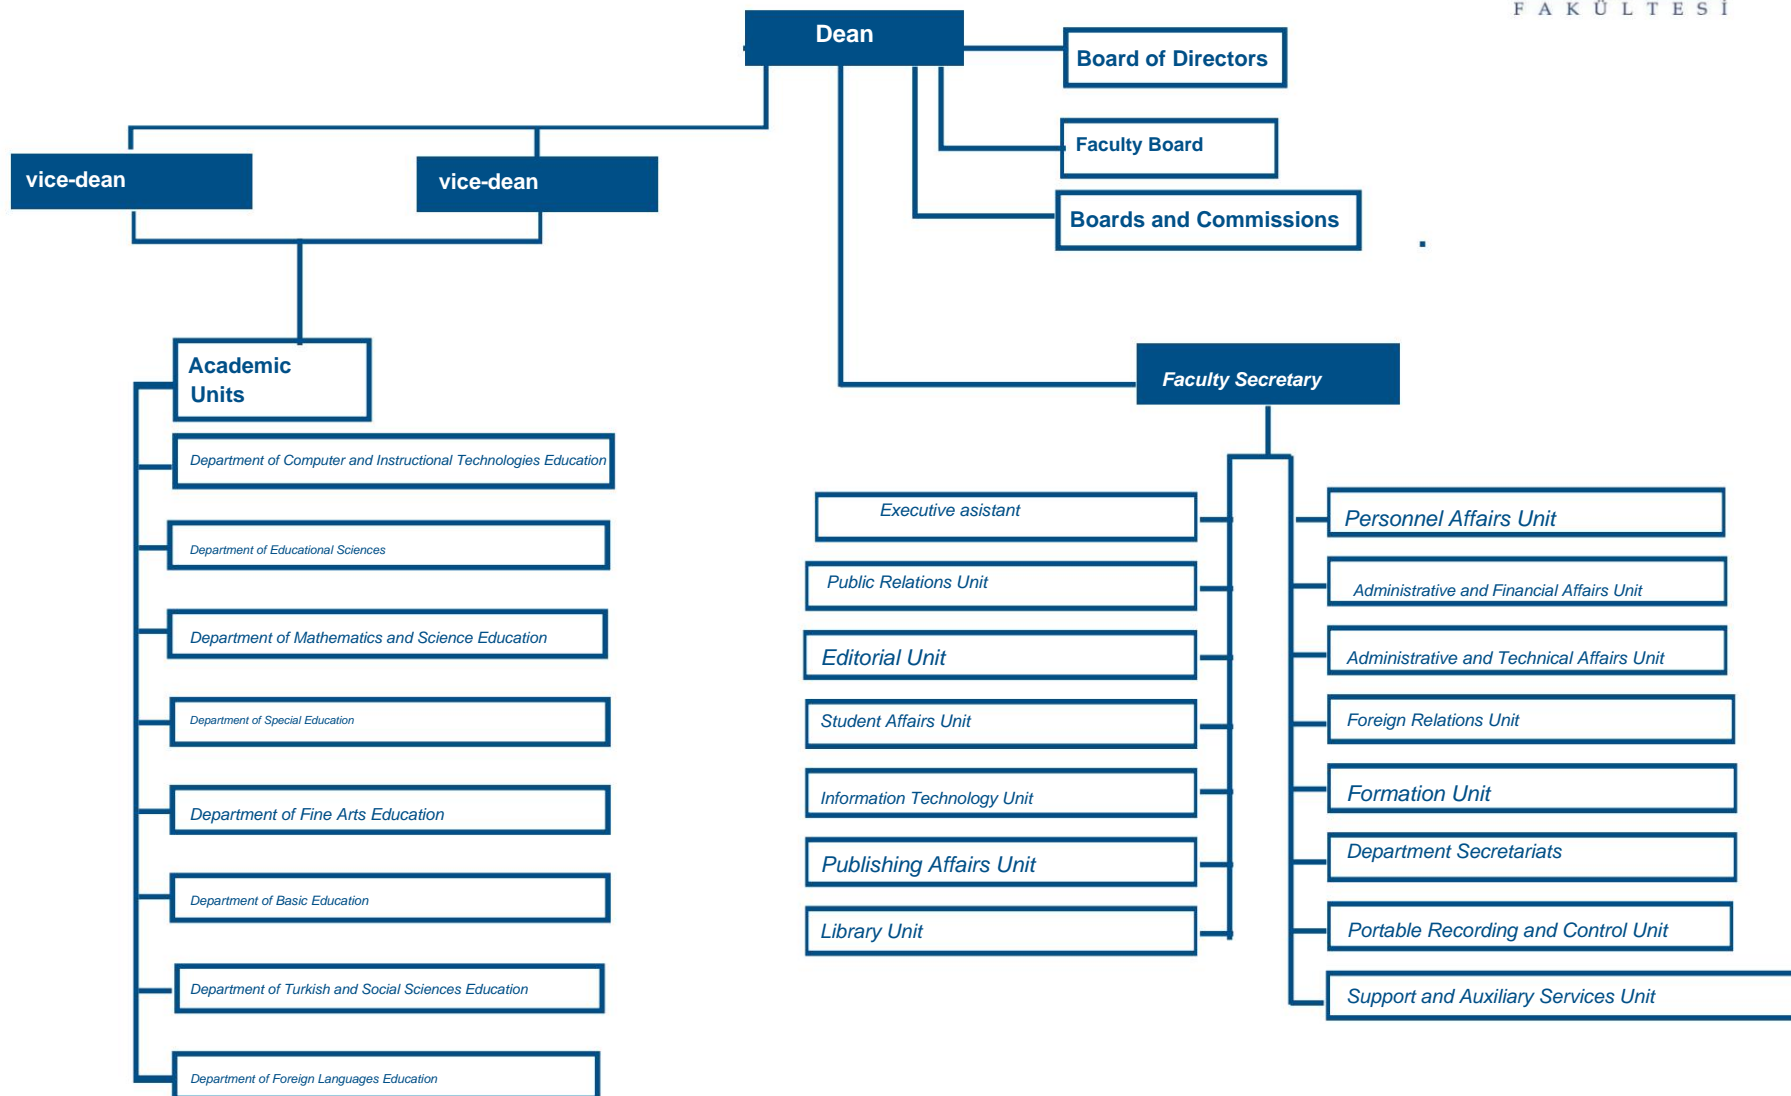 FAKÜLTESİ
Dean
Board of Directors
Faculty Board
Boards and Commissions
.
vice-dean
vice-dean
Academic
Units
Department of Computer and Instructional Technologies Education
Department of Educational Sciences
Department of Mathematics and Science Education
Department of Special Education
Department of Fine Arts Education
Department of Basic Education
Department of Turkish and Social Sciences Education
Department of Foreign Languages Education
Faculty Secretary
Executive asistant
Public Relations Unit
Editorial Unit
Student Affairs Unit
Information Technology Unit
Publishing Affairs Unit
Library Unit
Personnel Affairs Unit
Administrative and Financial Affairs Unit
Administrative and Technical Affairs Unit
Foreign Relations Unit
Formation Unit
Department Secretariats
Portable Recording and Control Unit
Support and Auxiliary Services Unit